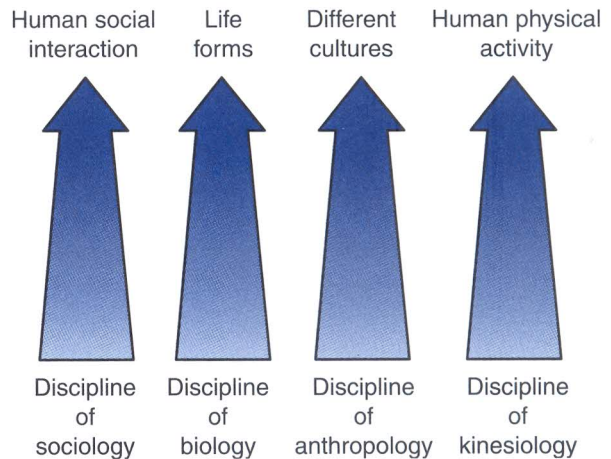 Human social
interaction
Life
forms
Different
cultures
Human physical
activity
Discipline
of
sociology
Discipline
of
biology
Discipline
of
anthropology
Discipline
of
kinesiology